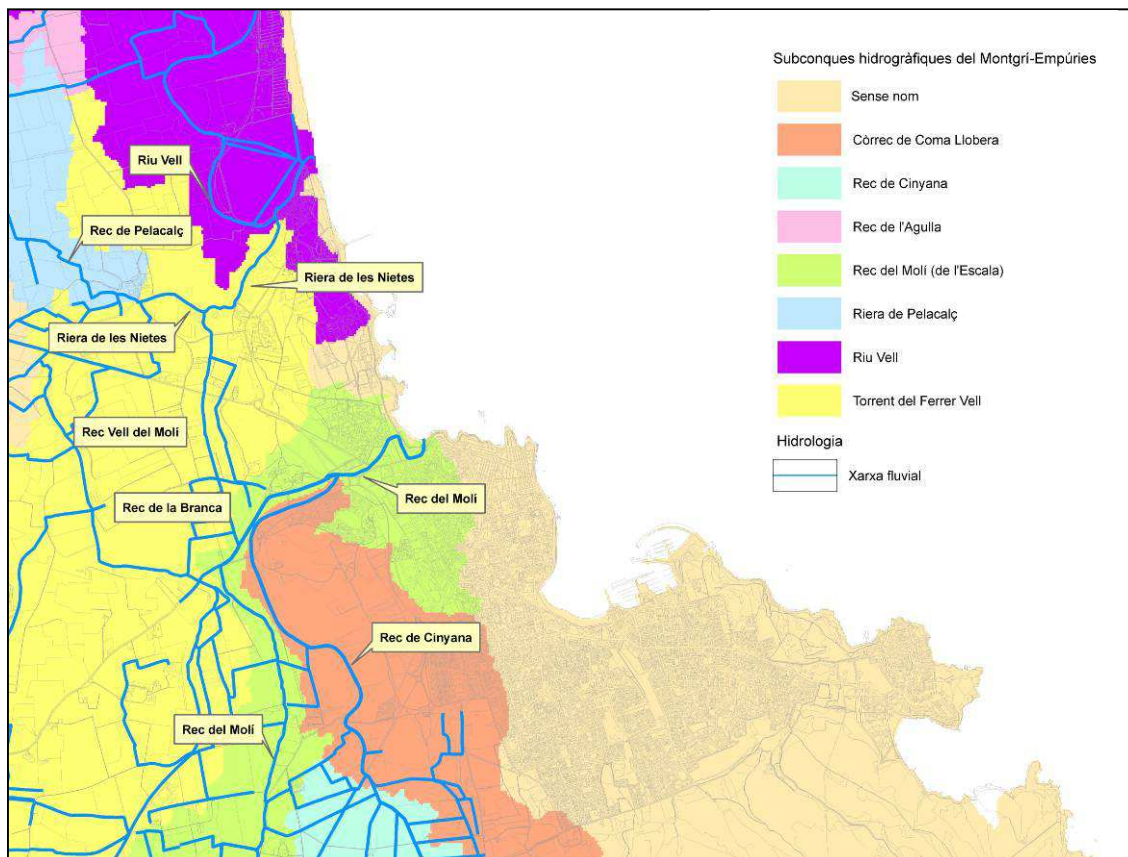 Subconques hidrogràfiques del Montgrí-Empúries
Sense nom
Còrrec de Coma Llobera
Rec de Cinyana
Rec de l'Agulla
Rec del Molí (de l'Escala)
Riera de Pelacalç
Riu Vell
Torrent del Ferrer Vell
Hidrologia
Xarxa fluvial
Riu Vell
Rec de Pelacalç
Riera de les Nietes
Riera de les Nietes
Rec Vell del Molí
Rec del Molí
Rec de la Branca
Rec de Cinyana
Rec del Molí